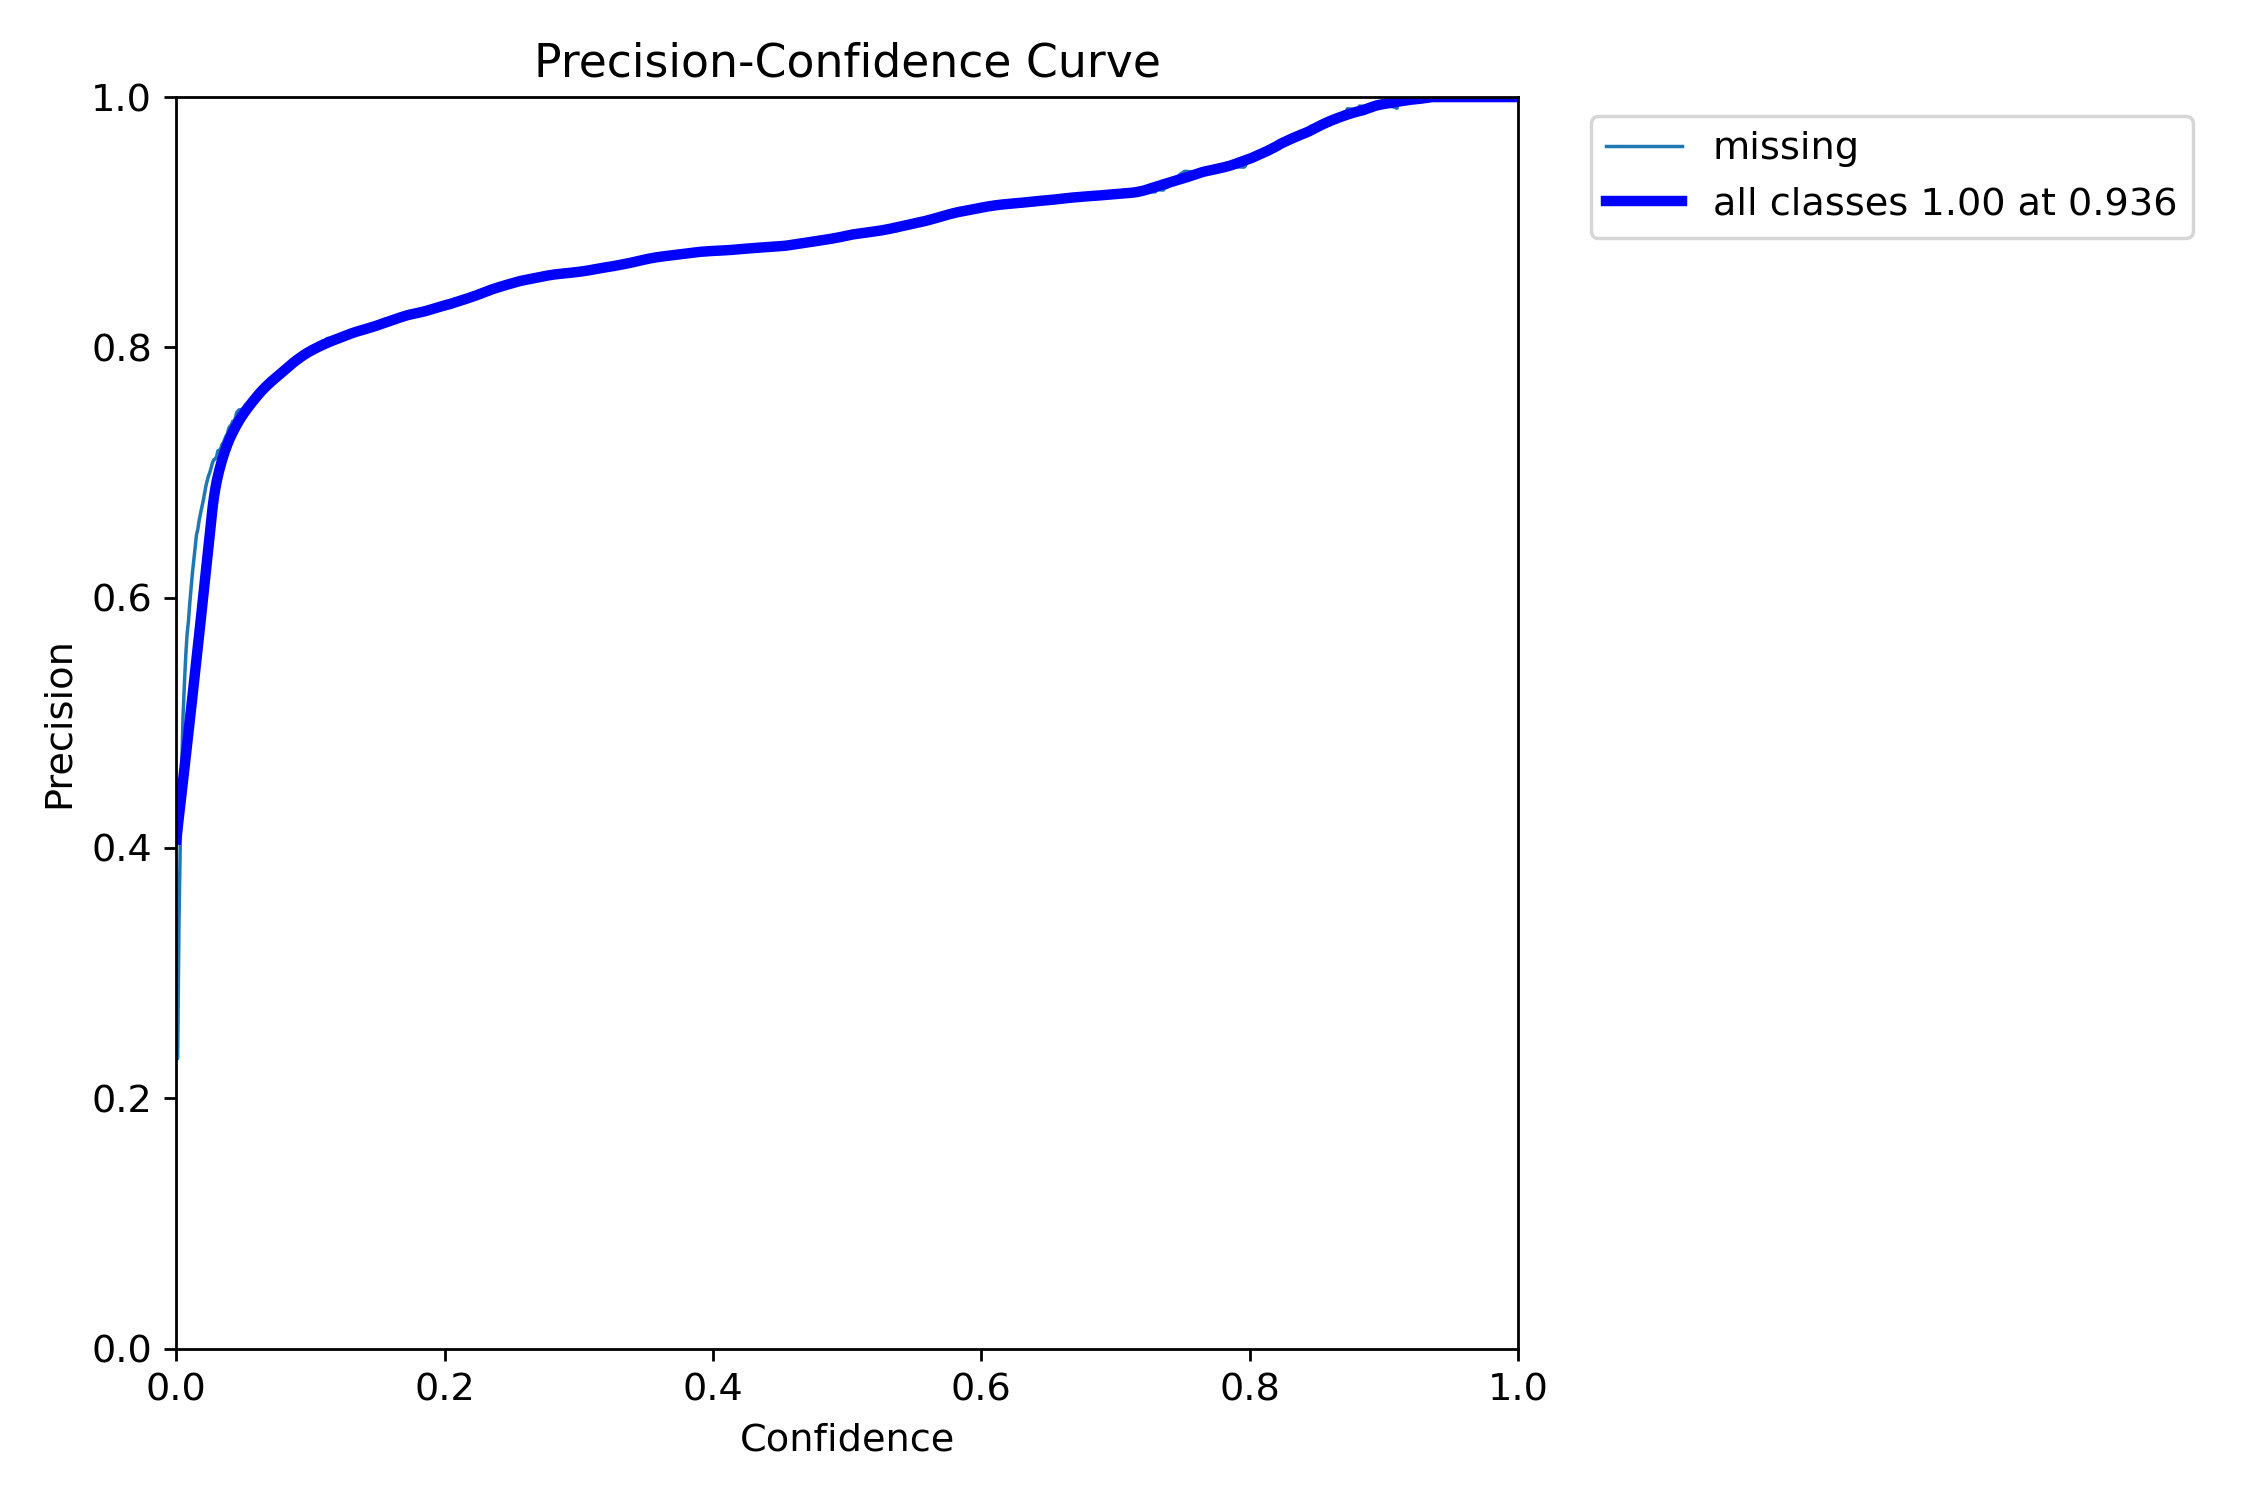 Precision-Confidence Curve
1.0
0.8
0.6
0.4
0.2
0.0
Precision
0.0 0.2 0.4 0.6 0.8 1.0
Confidence
missing
all classes 1.00 at 0.936